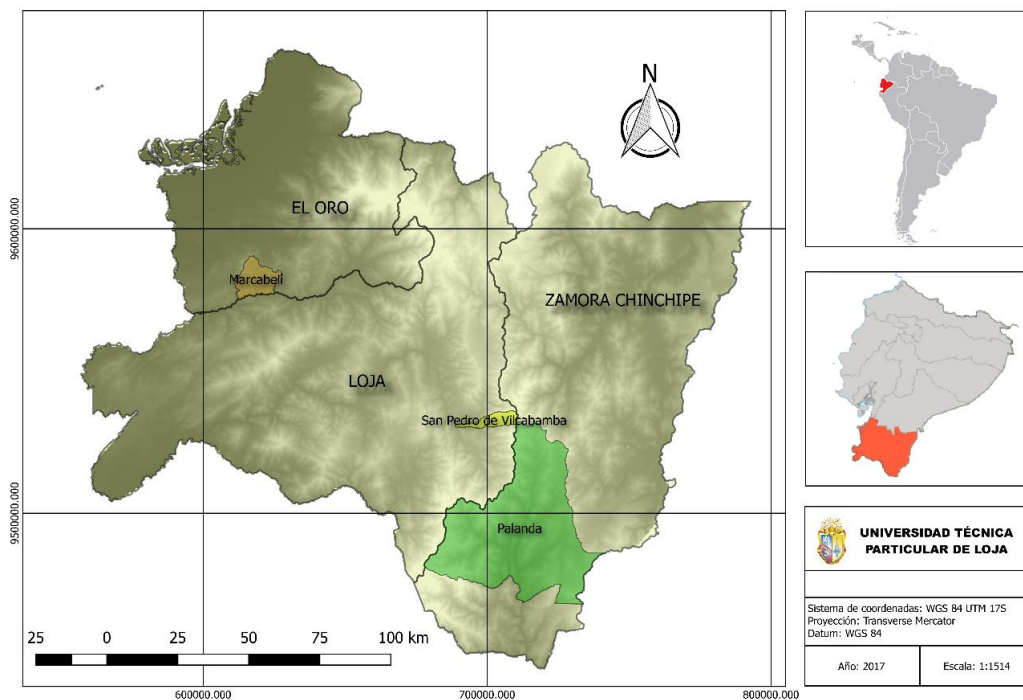 N
EL ORO
Marcabelí
ZAMORA CHINCHIPE
LOJA
San Pedro de Vilcabamba
Palanda
9600000.000
9500000.000
25 0 25 50 75 100 km
600000.000 700000.000 800000.000
UNIVERSIDAD TÉCNICA
PARTICULAR DE LOJA
Sistema de coordenadas: WGS 84 UTM 17S
Proyección: Transverse Mercator
Datum: WGS 84
Año: 2017 Escala: 1:1514